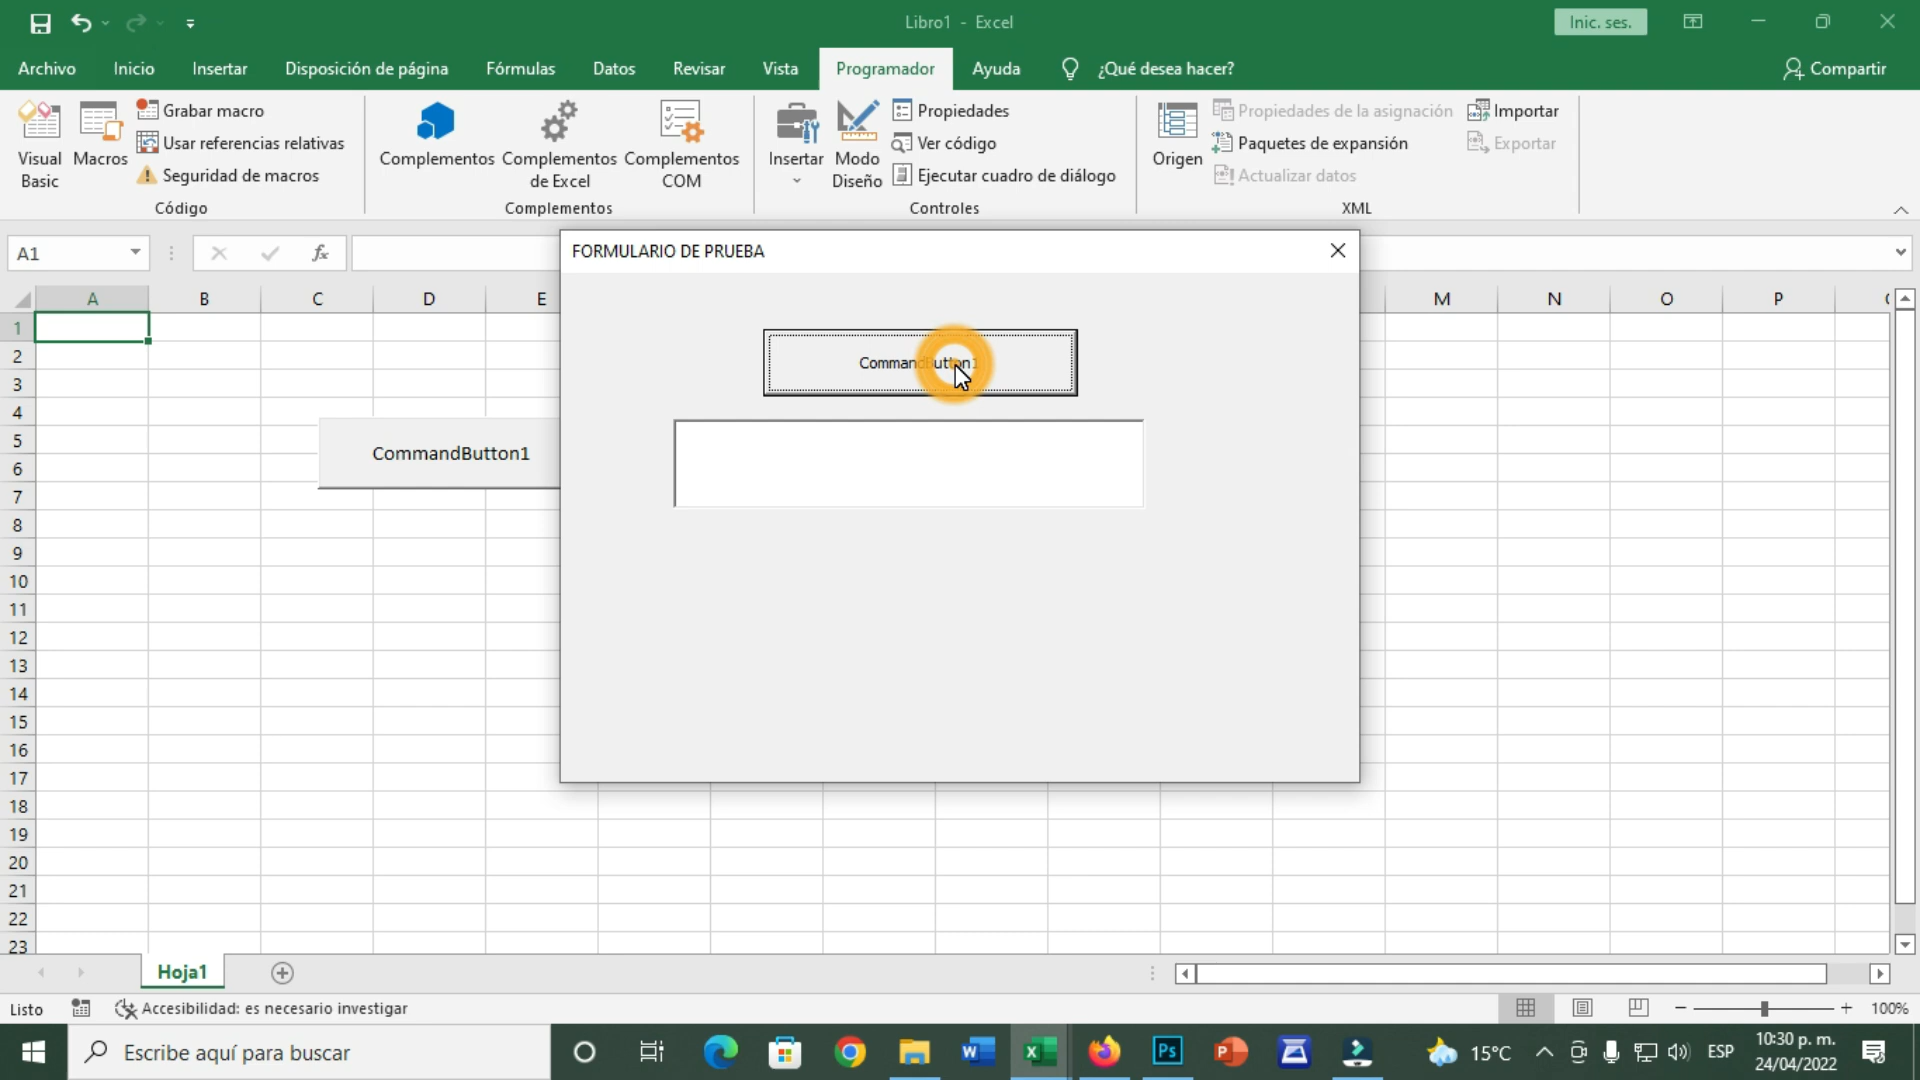 Libro1 - Excel
Inic. ses.
Archivo Inicio Insertar Disposición de página Fórmulas Datos Revisar Vista Programador Ayuda ¿Qué desea hacer? Compartir
Visual Basic
Macros
Grabar macro
Usar referencias relativas
Seguridad de macros
Código
Complementos
Complementos de Excel
Complementos COM
Complementos
Insertar
Modo Diseño
Propiedades
Ver código
Ejecutar cuadro de diálogo
Controles
Origen
Propiedades de la asignación
Paquetes de expansión
Actualizar datos
Importar
Exportar
XML
A1
fx
FORMULARIO DE PRUEBA
A B C D E M N O P
1
2
3
CommandButton1
4
5
CommandButton1
6
7
8
9
10
11
12
13
14
15
16
17
18
19
20
21
22
23
Hoja1
Listo
Accesibilidad: es necesario investigar
100%
Escribe aquí para buscar
Ps
15°C
ESP
10:30 p. m.
24/04/2022